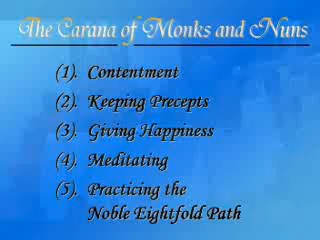 The Carana of Monks and Nuns
(1). Contentment
(2). Keeping Precepts
(3). Giving Happiness
(4). Meditating
(5). Practicing the
Noble Eightfold Path